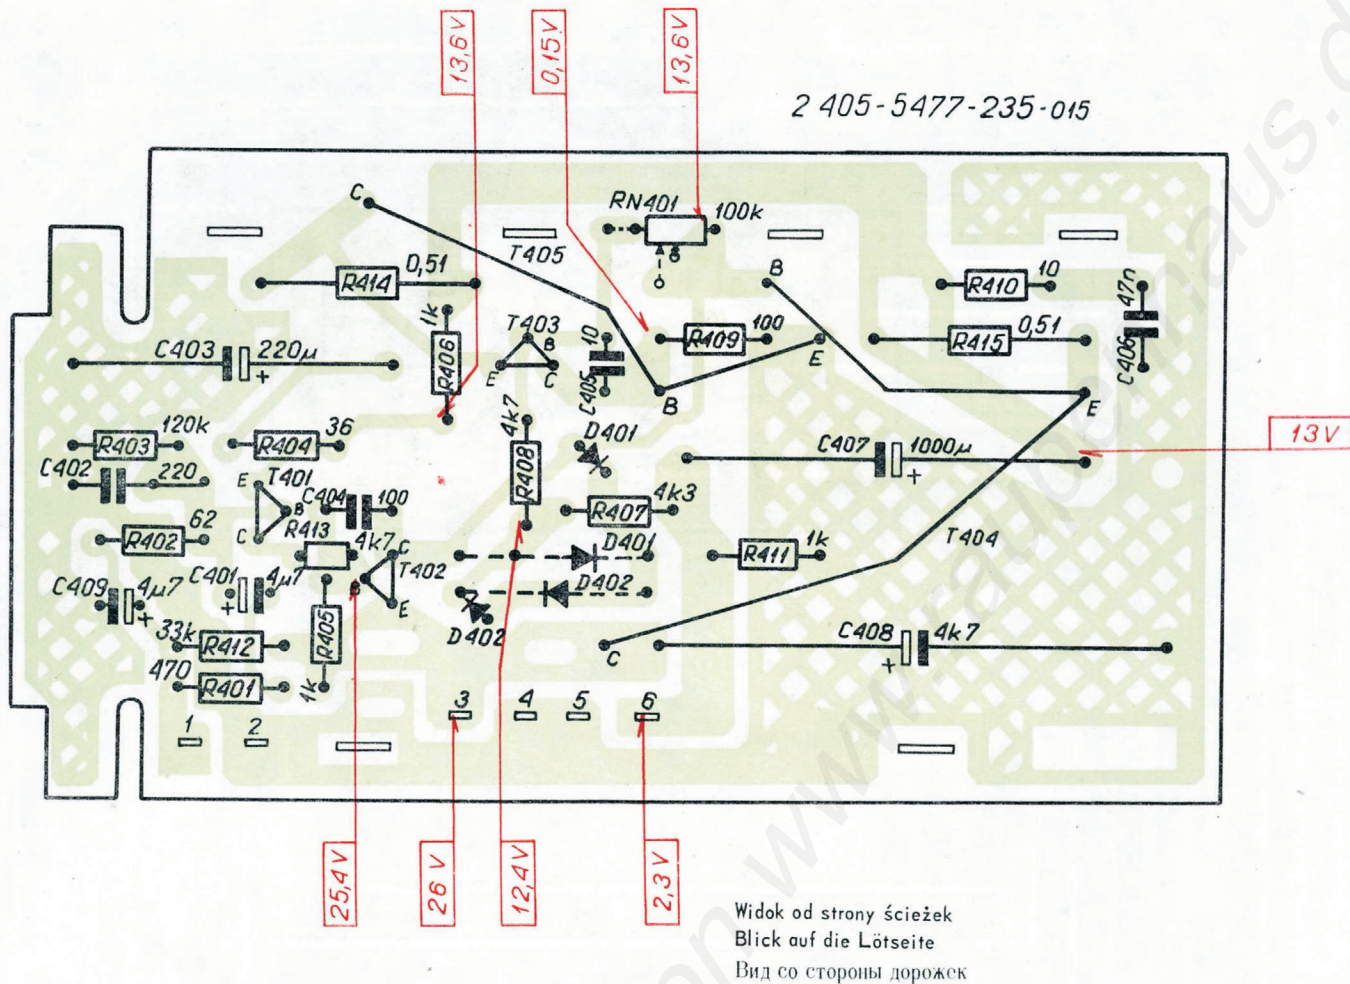 13,6V
0,15V
13,6V
2 405-5477-235-015
C
RN401
100k
B
T405
B
R414
0,51
R410
10
47n
1k
R406
T403
B
E
C
10
C405
R409
100
E
R415
0,51
C406
C403
220µ
+
B
E
13V
120k
R403
R404
36
4k7
R408
D401
C407
1000µ
+
C402
220
E
T401
B
C
C404
100
R407
4k3
62
R402
R413
4k7
C
T402
B
E
D401
R411
1k
T404
C409
4µ7
+
C401
4µ7
+
D402
D402
33k
R412
R405
1k
C
C408
4k7
+
470
R401
1
2
3
4
5
6
25,4V
26V
12,4V
2,3V
Widok od strony ścieżek
Blick auf die Lötseite
Вид со стороны дорожек
www.raupenhaus.d